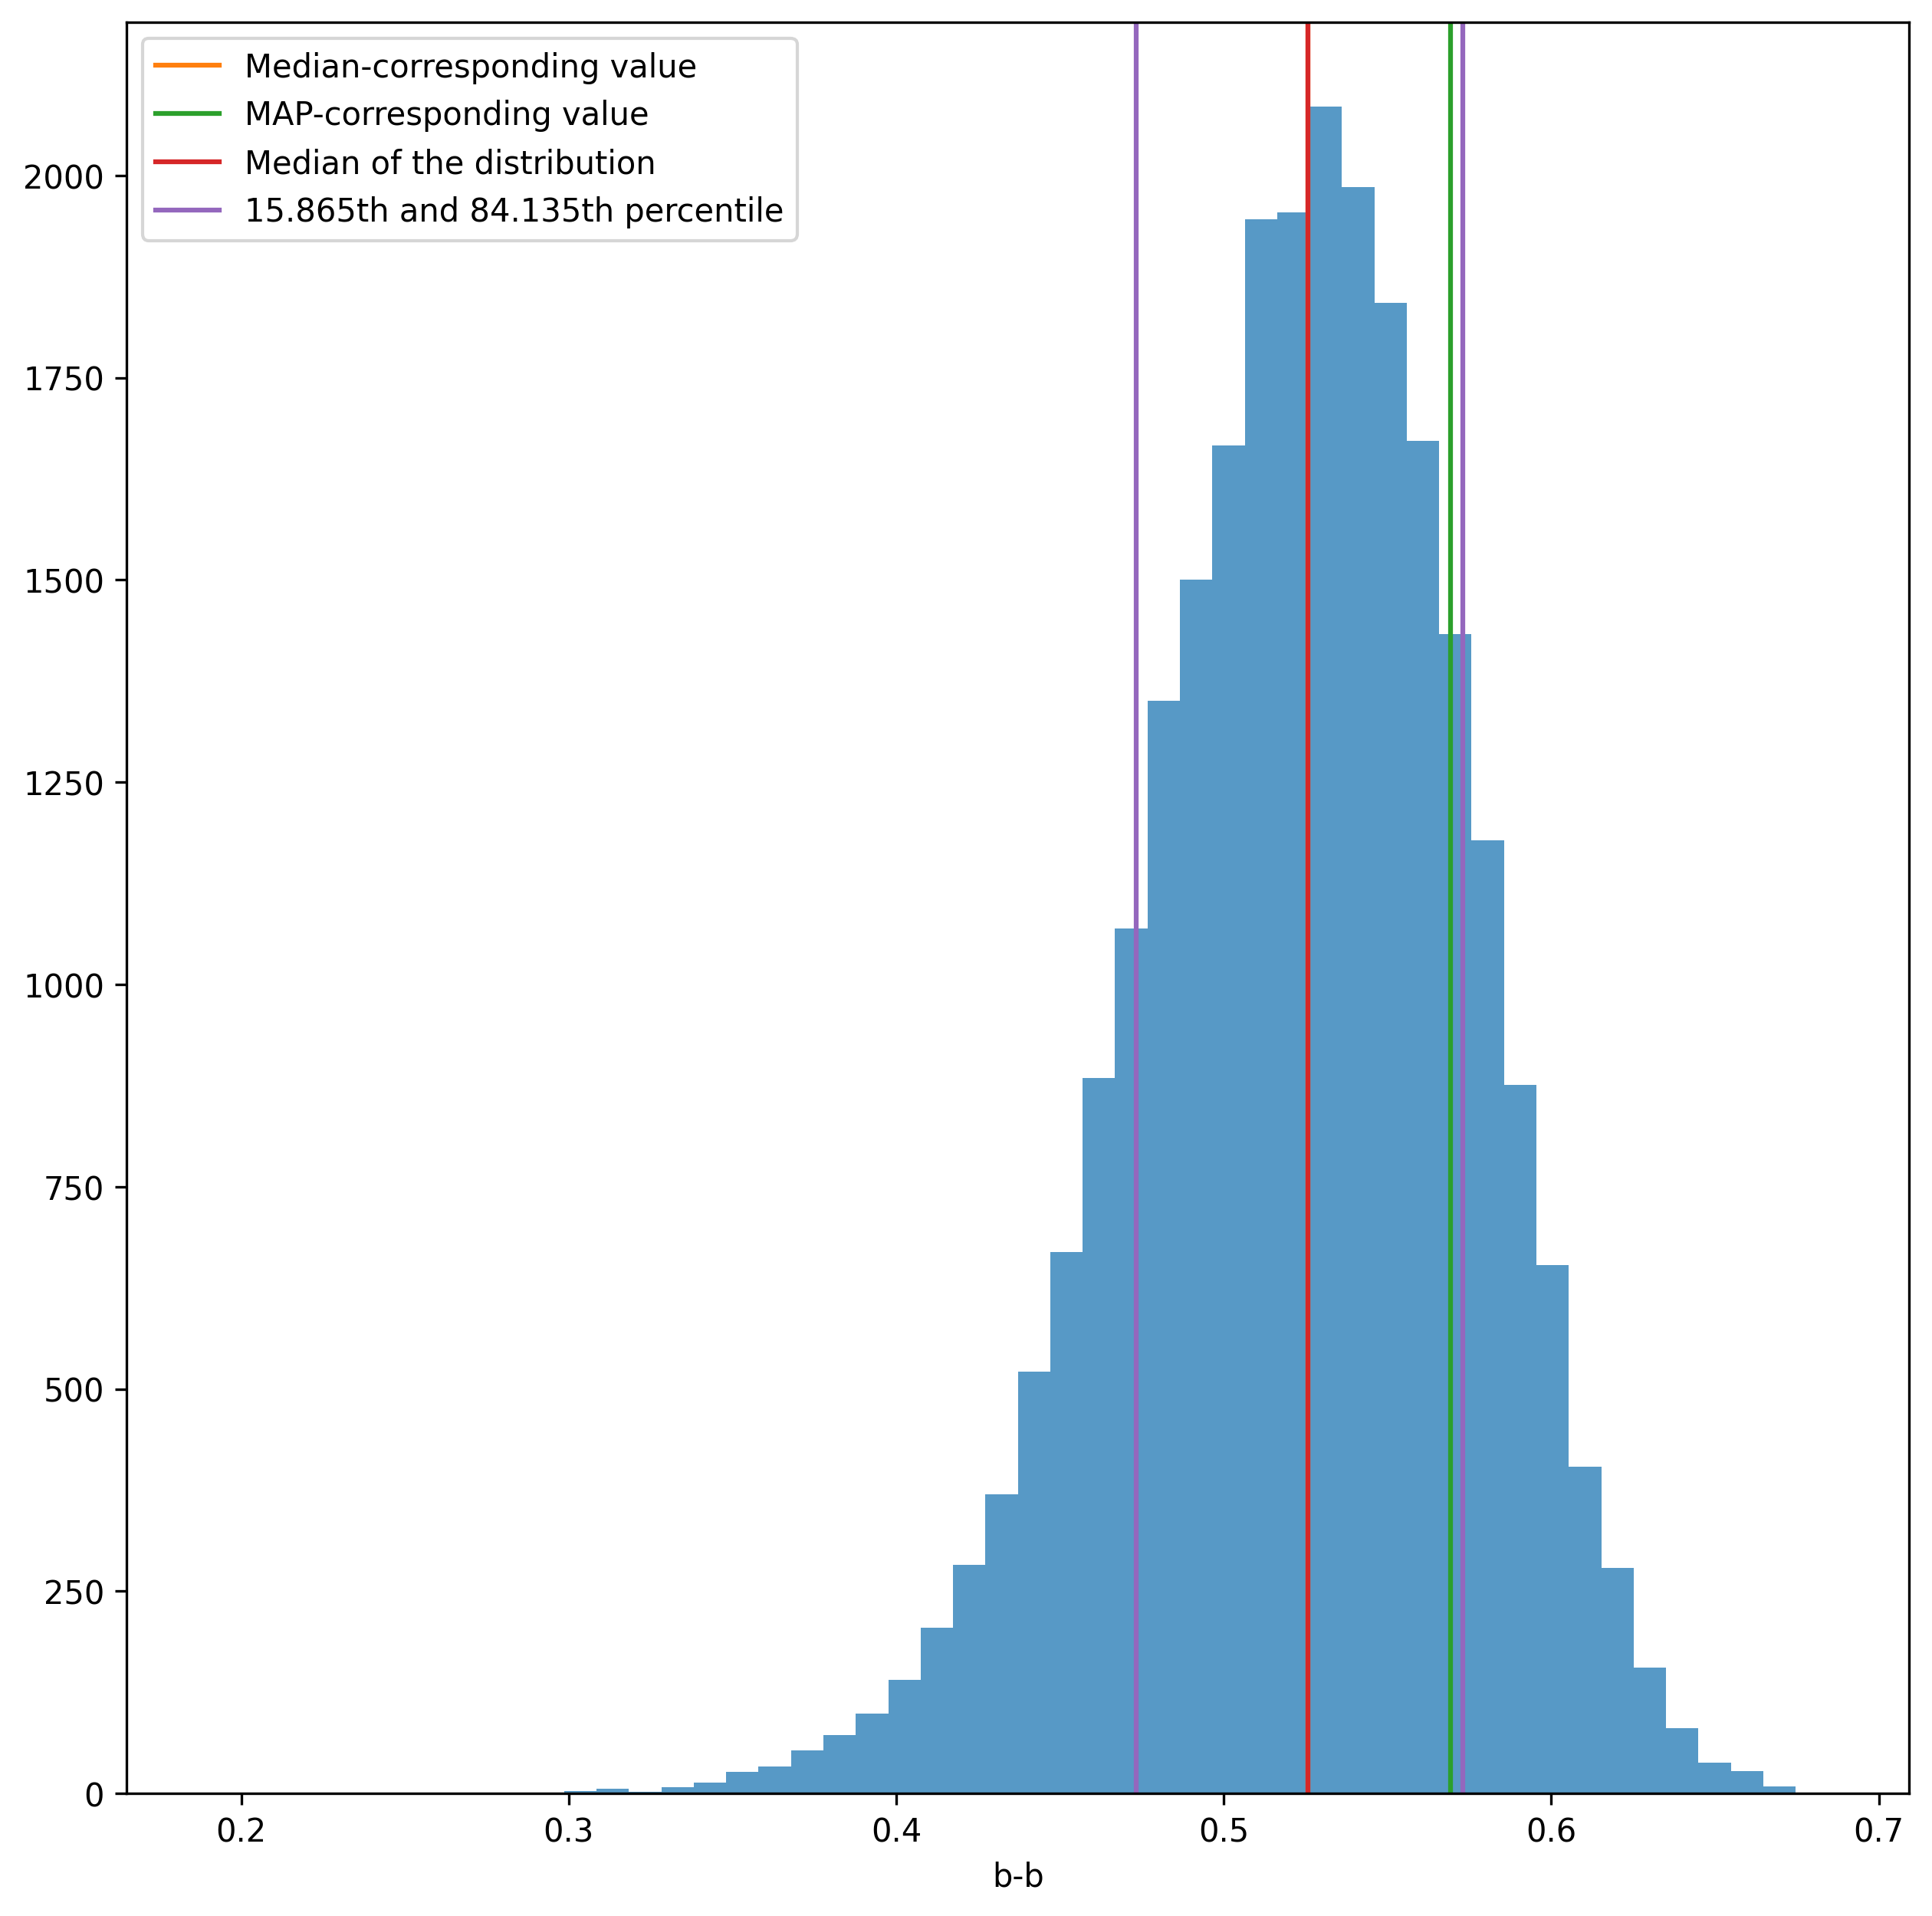 Median-corresponding value
MAP-corresponding value
Median of the distribution
15.865th and 84.135th percentile
2000
1750
1500
1250
1000
750
500
250
0
0.2 0.3 0.4 0.5 0.6 0.7
b-b